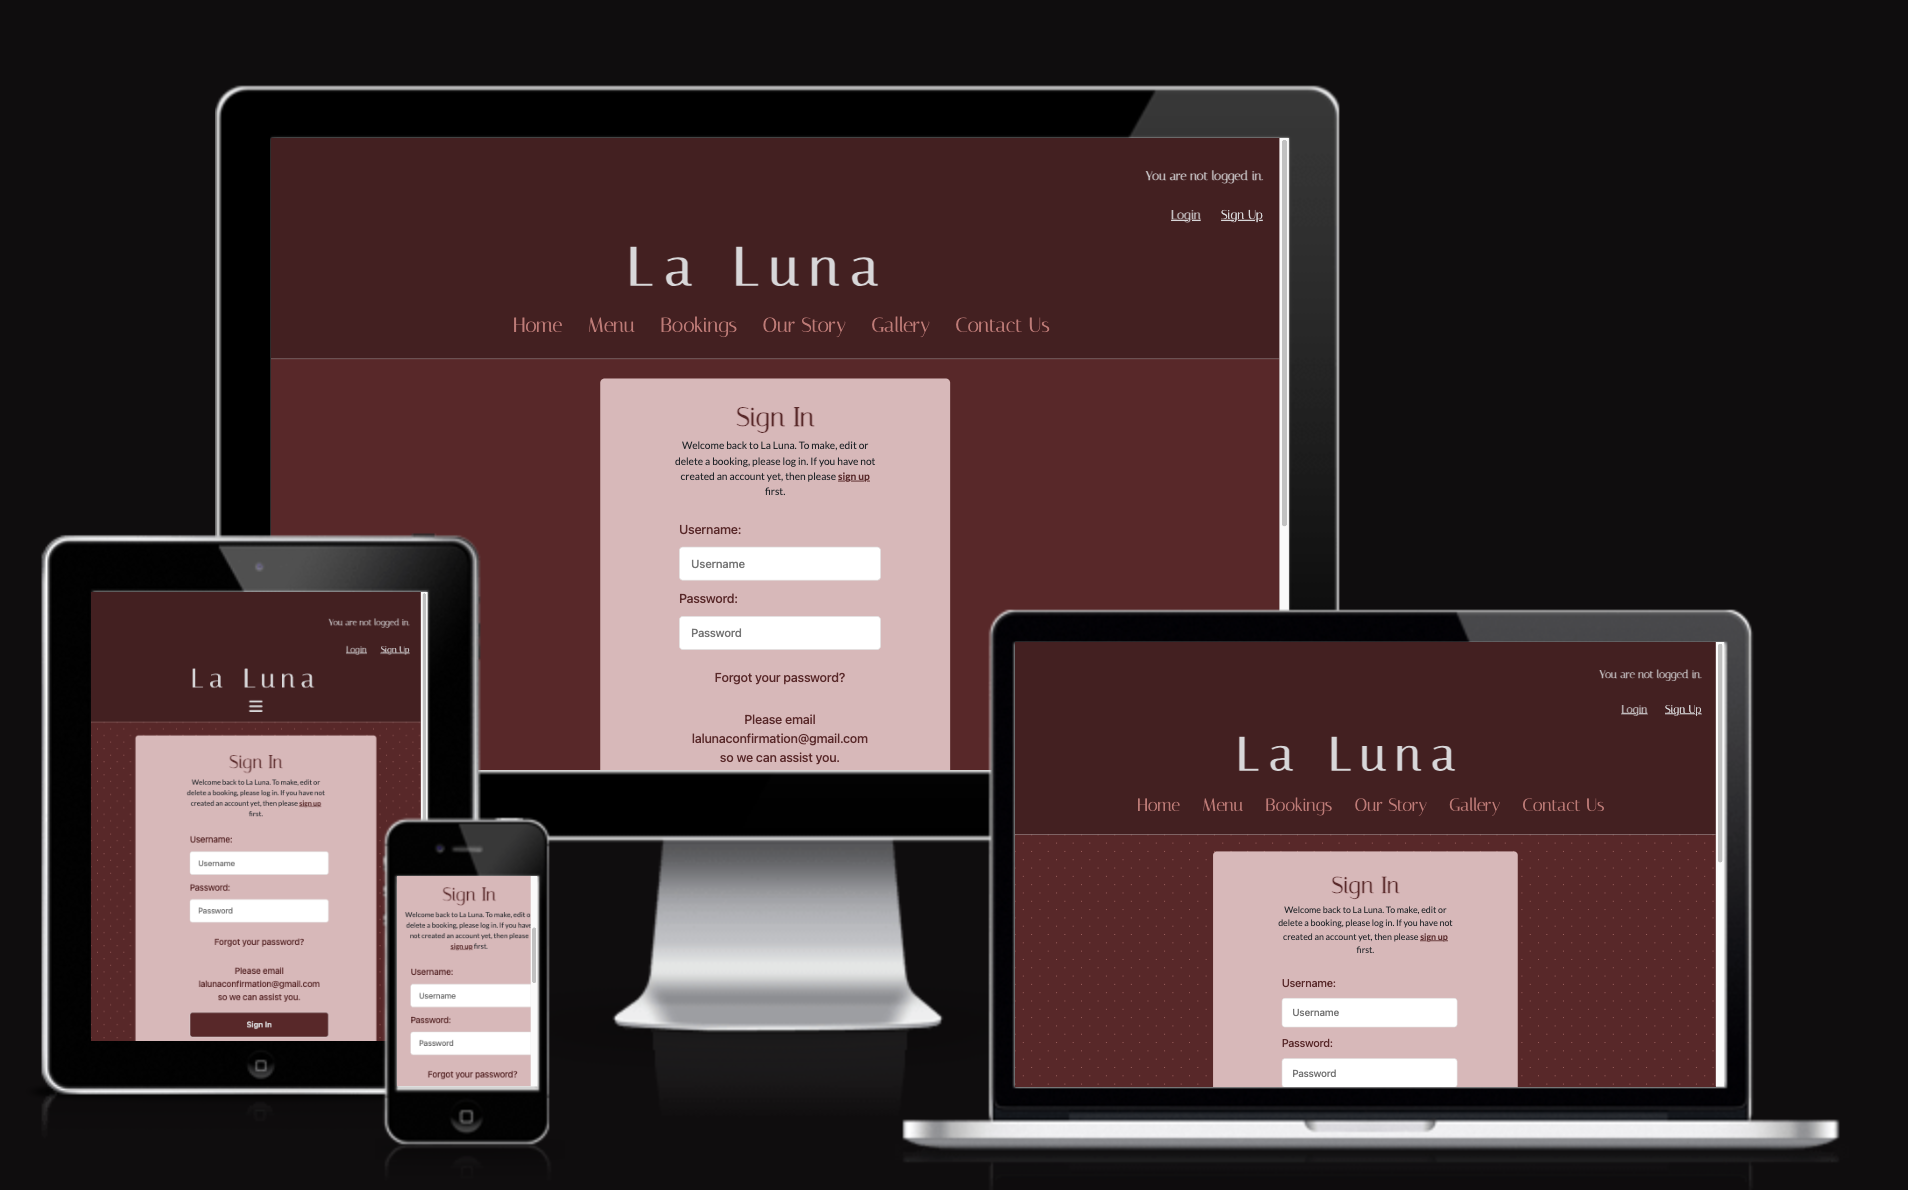 You are not logged in.
Login Sign Up
La Luna
Home Menu Bookings Our Story Gallery Contact Us
Sign In
Welcome back to La Luna. To make, edit or
delete a booking, please log in. If you have not
created an account yet, then please sign up
first.
Username:
Username
Password:
Password
Forgot your password?
Please email
lalunaconfirmation@gmail.com
so we can assist you.
You are not logged in.
Login Sign Up
La Luna
Sign In
Welcome back to La Luna. To make, edit or
delete a booking, please log in. If you have not
created an account yet, then please sign up
first.
Username:
Username
Password:
Password
Forgot your password?
Please email
lalunaconfirmation@gmail.com
so we can assist you.
Sign In
Sign In
Welcome back to La Luna. To make, edit
delete a booking, please log in. If you have
not created an account yet, then please
sign up first.
Username:
Username
Password:
Password
Forgot your password?
You are not logged in.
Login Sign Up
La Luna
Home Menu Bookings Our Story Gallery Contact Us
Sign In
Welcome back to La Luna. To make, edit or
delete a booking, please log in. If you have not
created an account yet, then please sign up
first.
Username:
Username
Password:
Password